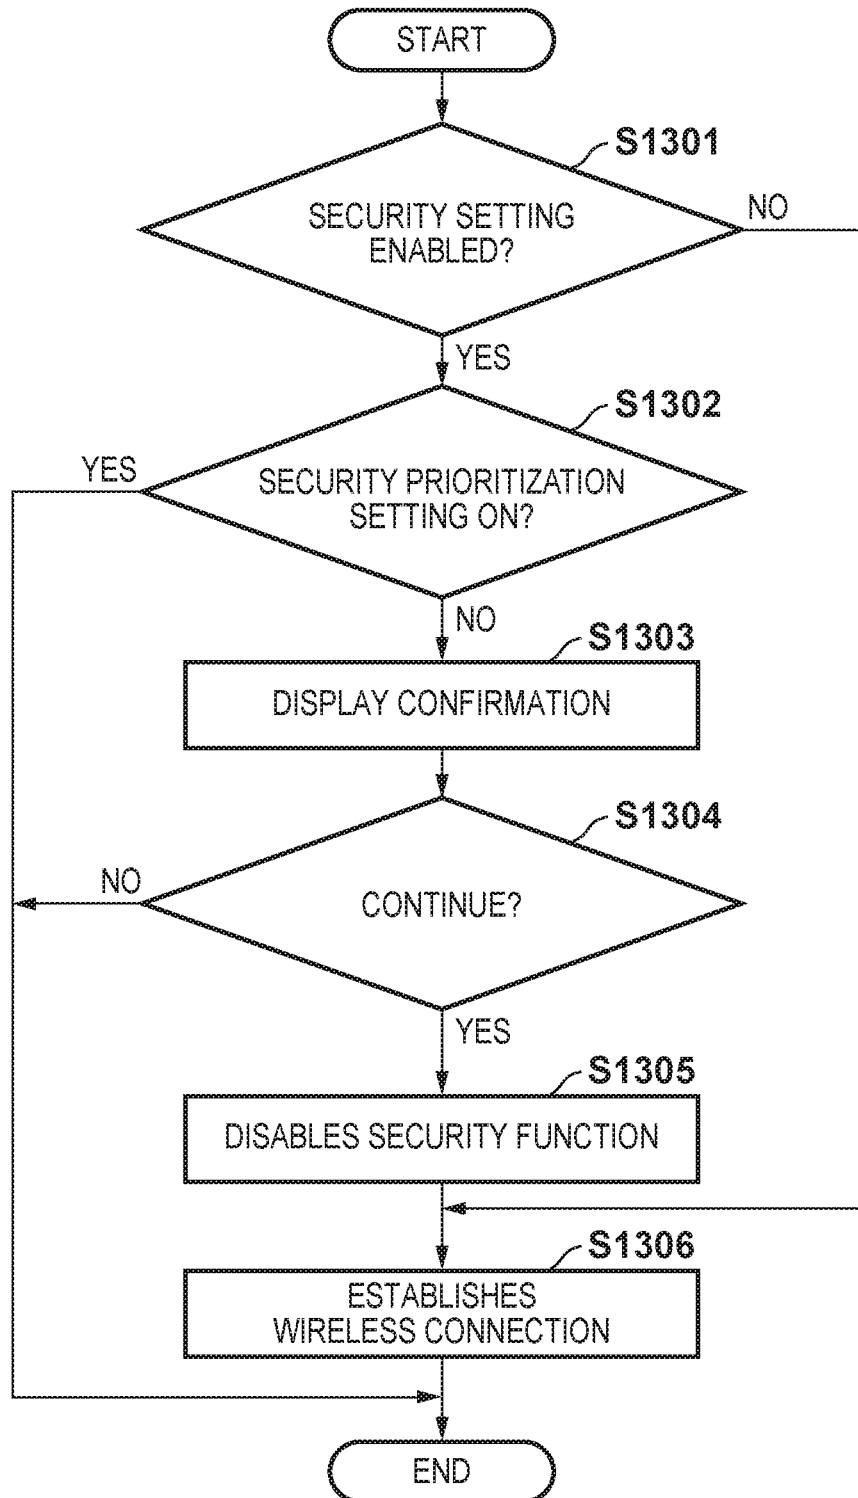 START
S1301
SECURITY SETTING
ENABLED?
NO
YES
S1302
YES
SECURITY PRIORITIZATION
SETTING ON?
NO
S1303
DISPLAY CONFIRMATION
S1304
NO
CONTINUE?
YES
S1305
DISABLES SECURITY FUNCTION
S1306
ESTABLISHES
WIRELESS CONNECTION
END